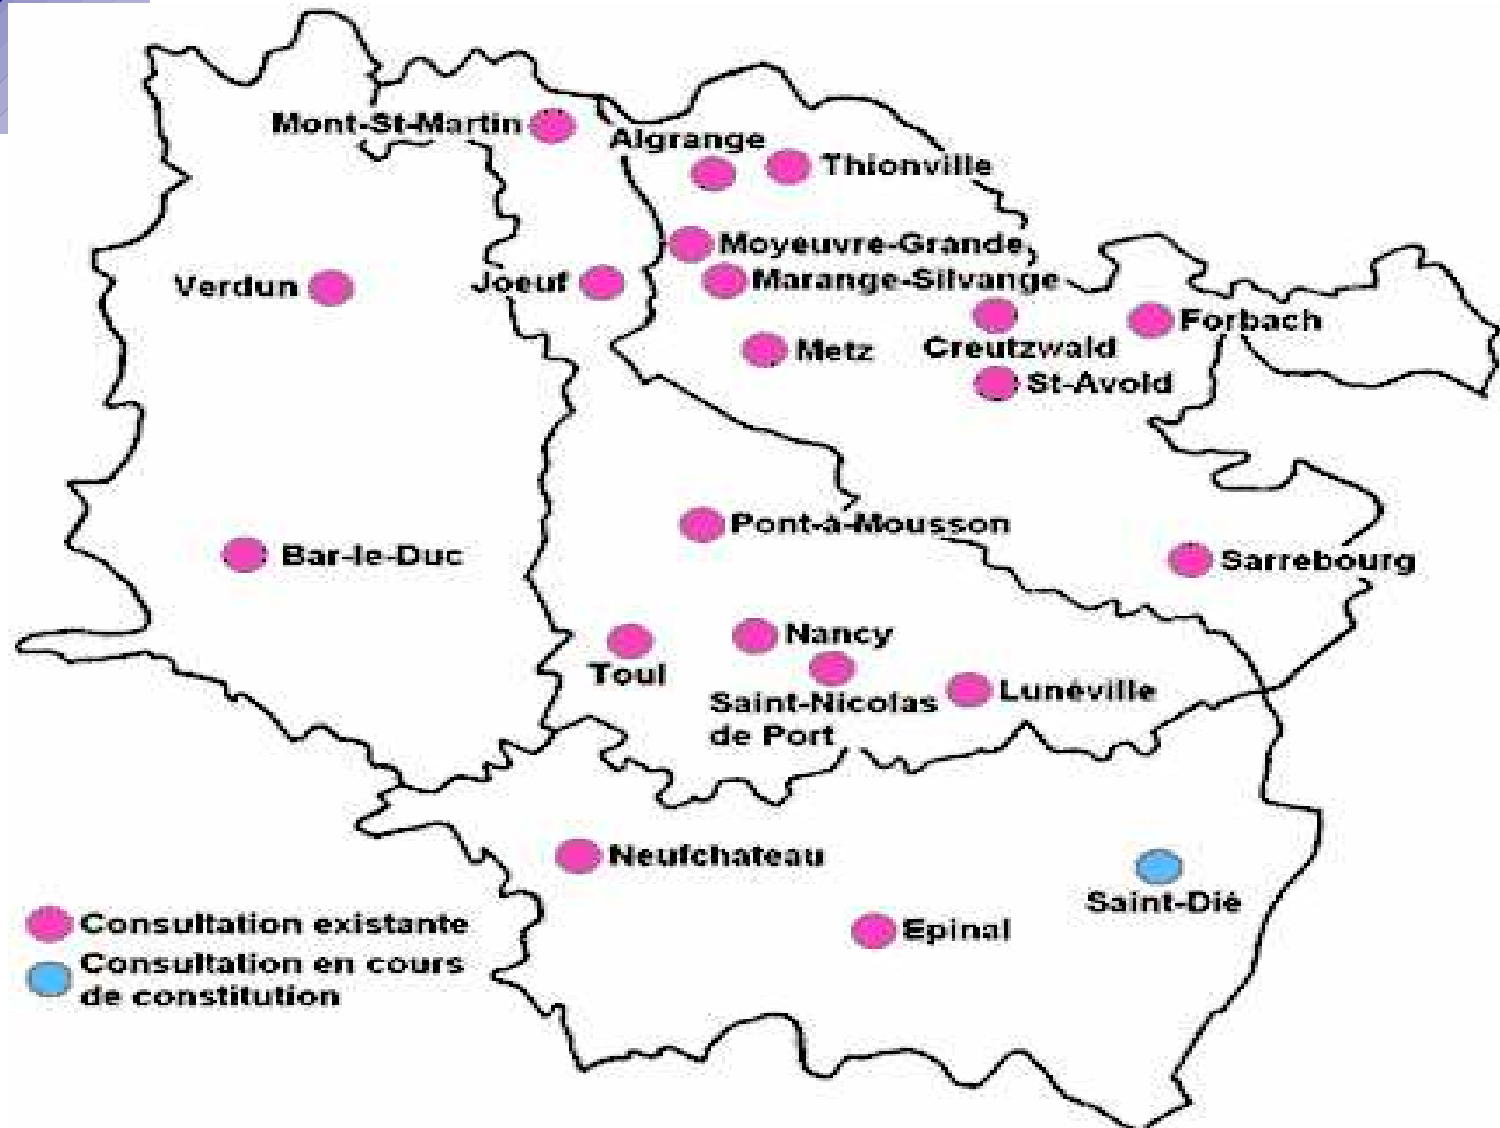 Mont-St-Martin
Algrange
Thionville
Moyeuvre-Grande
Verdun
Joeuf
Marange-Silvange
Forbach
Metz
Creutzwald
St-Avold
Pont-à-Mousson
Bar-le-Duc
Sarrebourg
Nancy
Toul
Saint-Nicolas
de Port
Lunéville
Neufchateau
Saint-Dié
Epinal
Consultation existante
Consultation en cours
de constitution